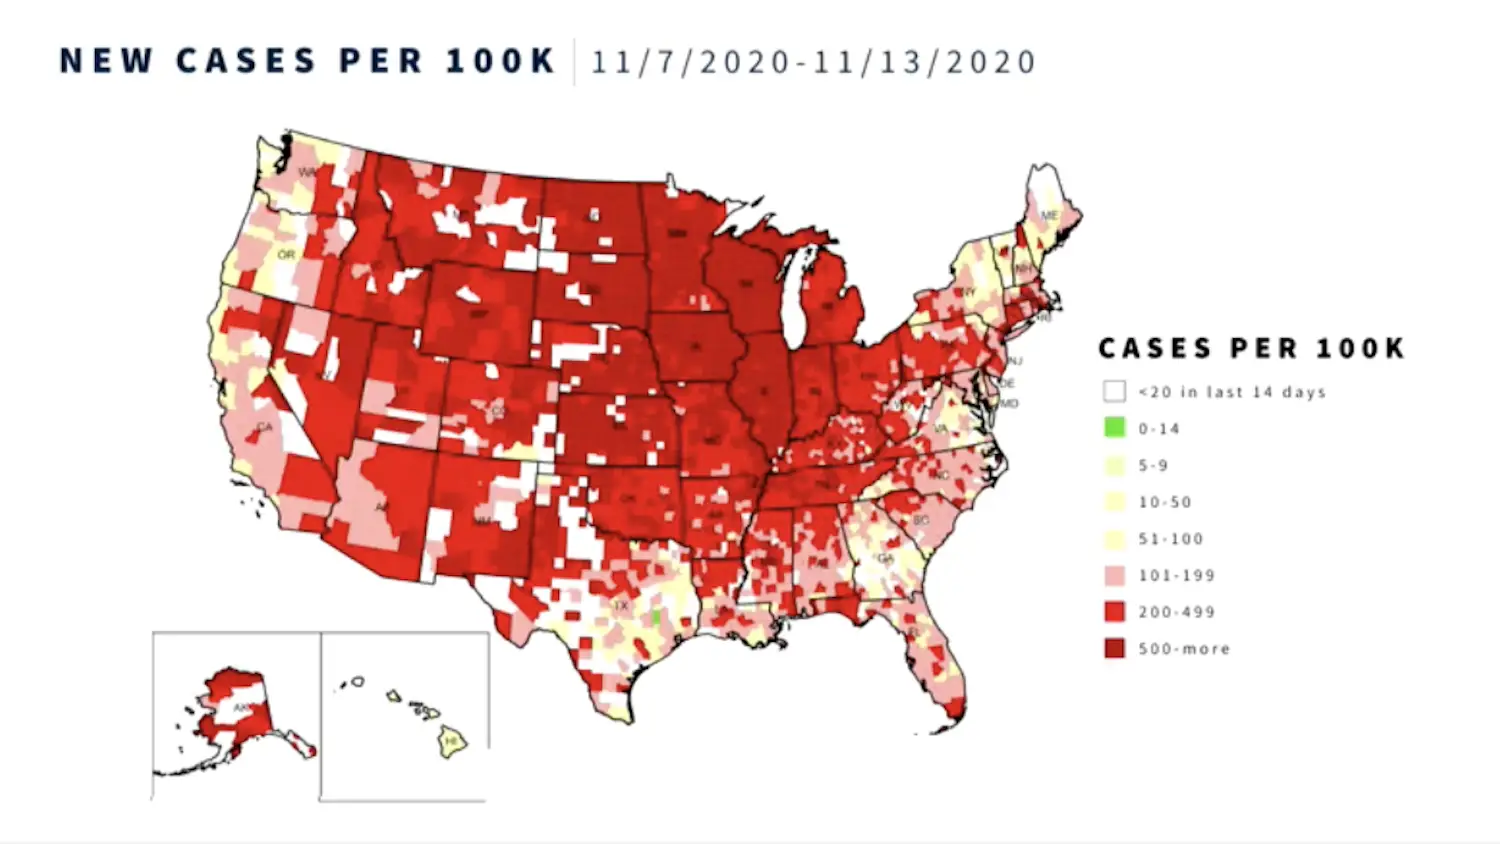 NEW CASES PER 100K
11/7/2020-11/13/2020
WA
OR
CA
NV
AZ
CO
TX
AK
HI
ME
NH
NY
RI
NJ
DE
MD
VA
NC
SC
GA
FL
CASES PER 100K
<20 in last 14 days
0-14
5-9
10-50
51-100
101-199
200-499
500-more